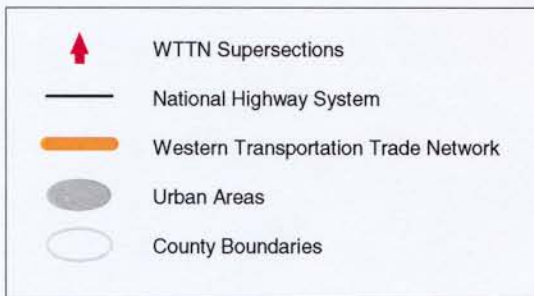 WTTN Supersections
National Highway System
Western Transportation Trade Network
Urban Areas
County Boundaries